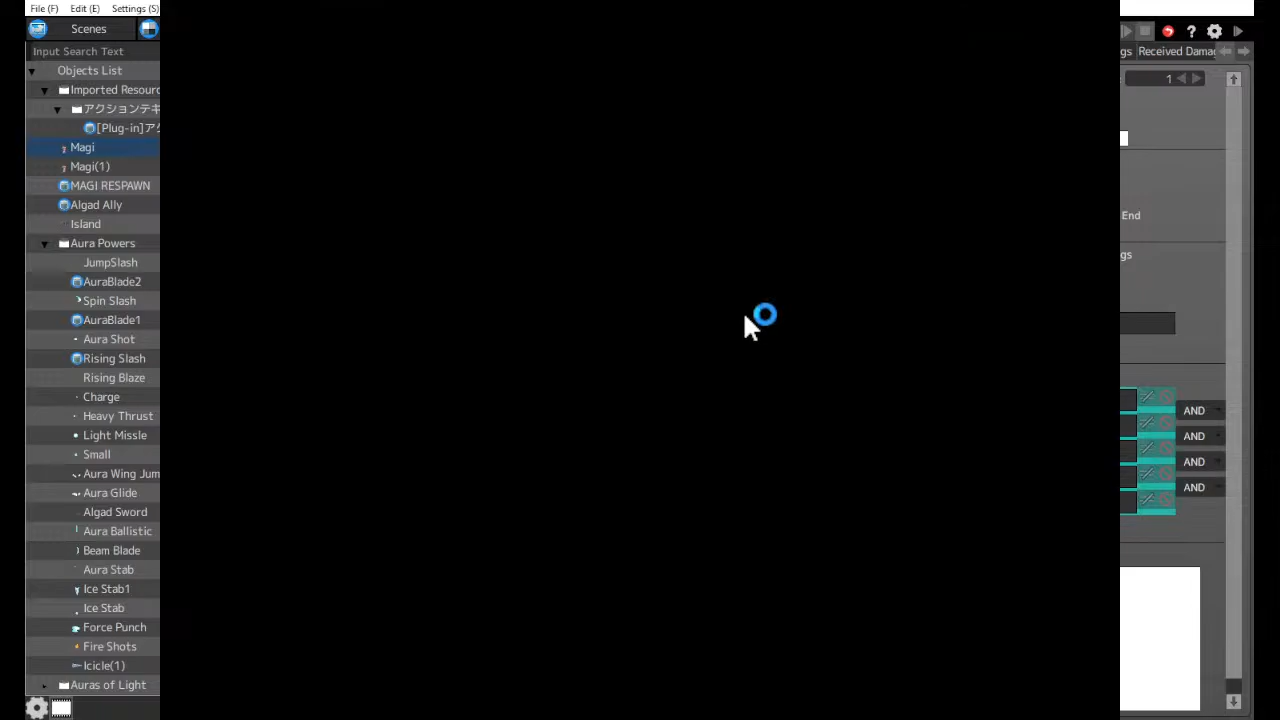 File (F) Edit (E) Settings (S)
Scenes
Input Search Text
Objects List
Imported Resourc
アクションテキ
[Plug-in]アク
Magi
Magi(1)
MAGI RESPAWN
Algad Ally
Island
Aura Powers
JumpSlash
AuraBlade2
Spin Slash
AuraBlade1
Aura Shot
Rising Slash
Rising Blaze
Charge
Heavy Thrust
Light Missle
Small
Aura Wing Jum
Aura Glide
Algad Sword
Aura Ballistic
Beam Blade
Aura Stab
Ice Stab1
Ice Stab
Force Punch
Fire Shots
Icicle(1)
Auras of Light
?
gs Received Damag
1
End
gs
AND
AND
AND
AND